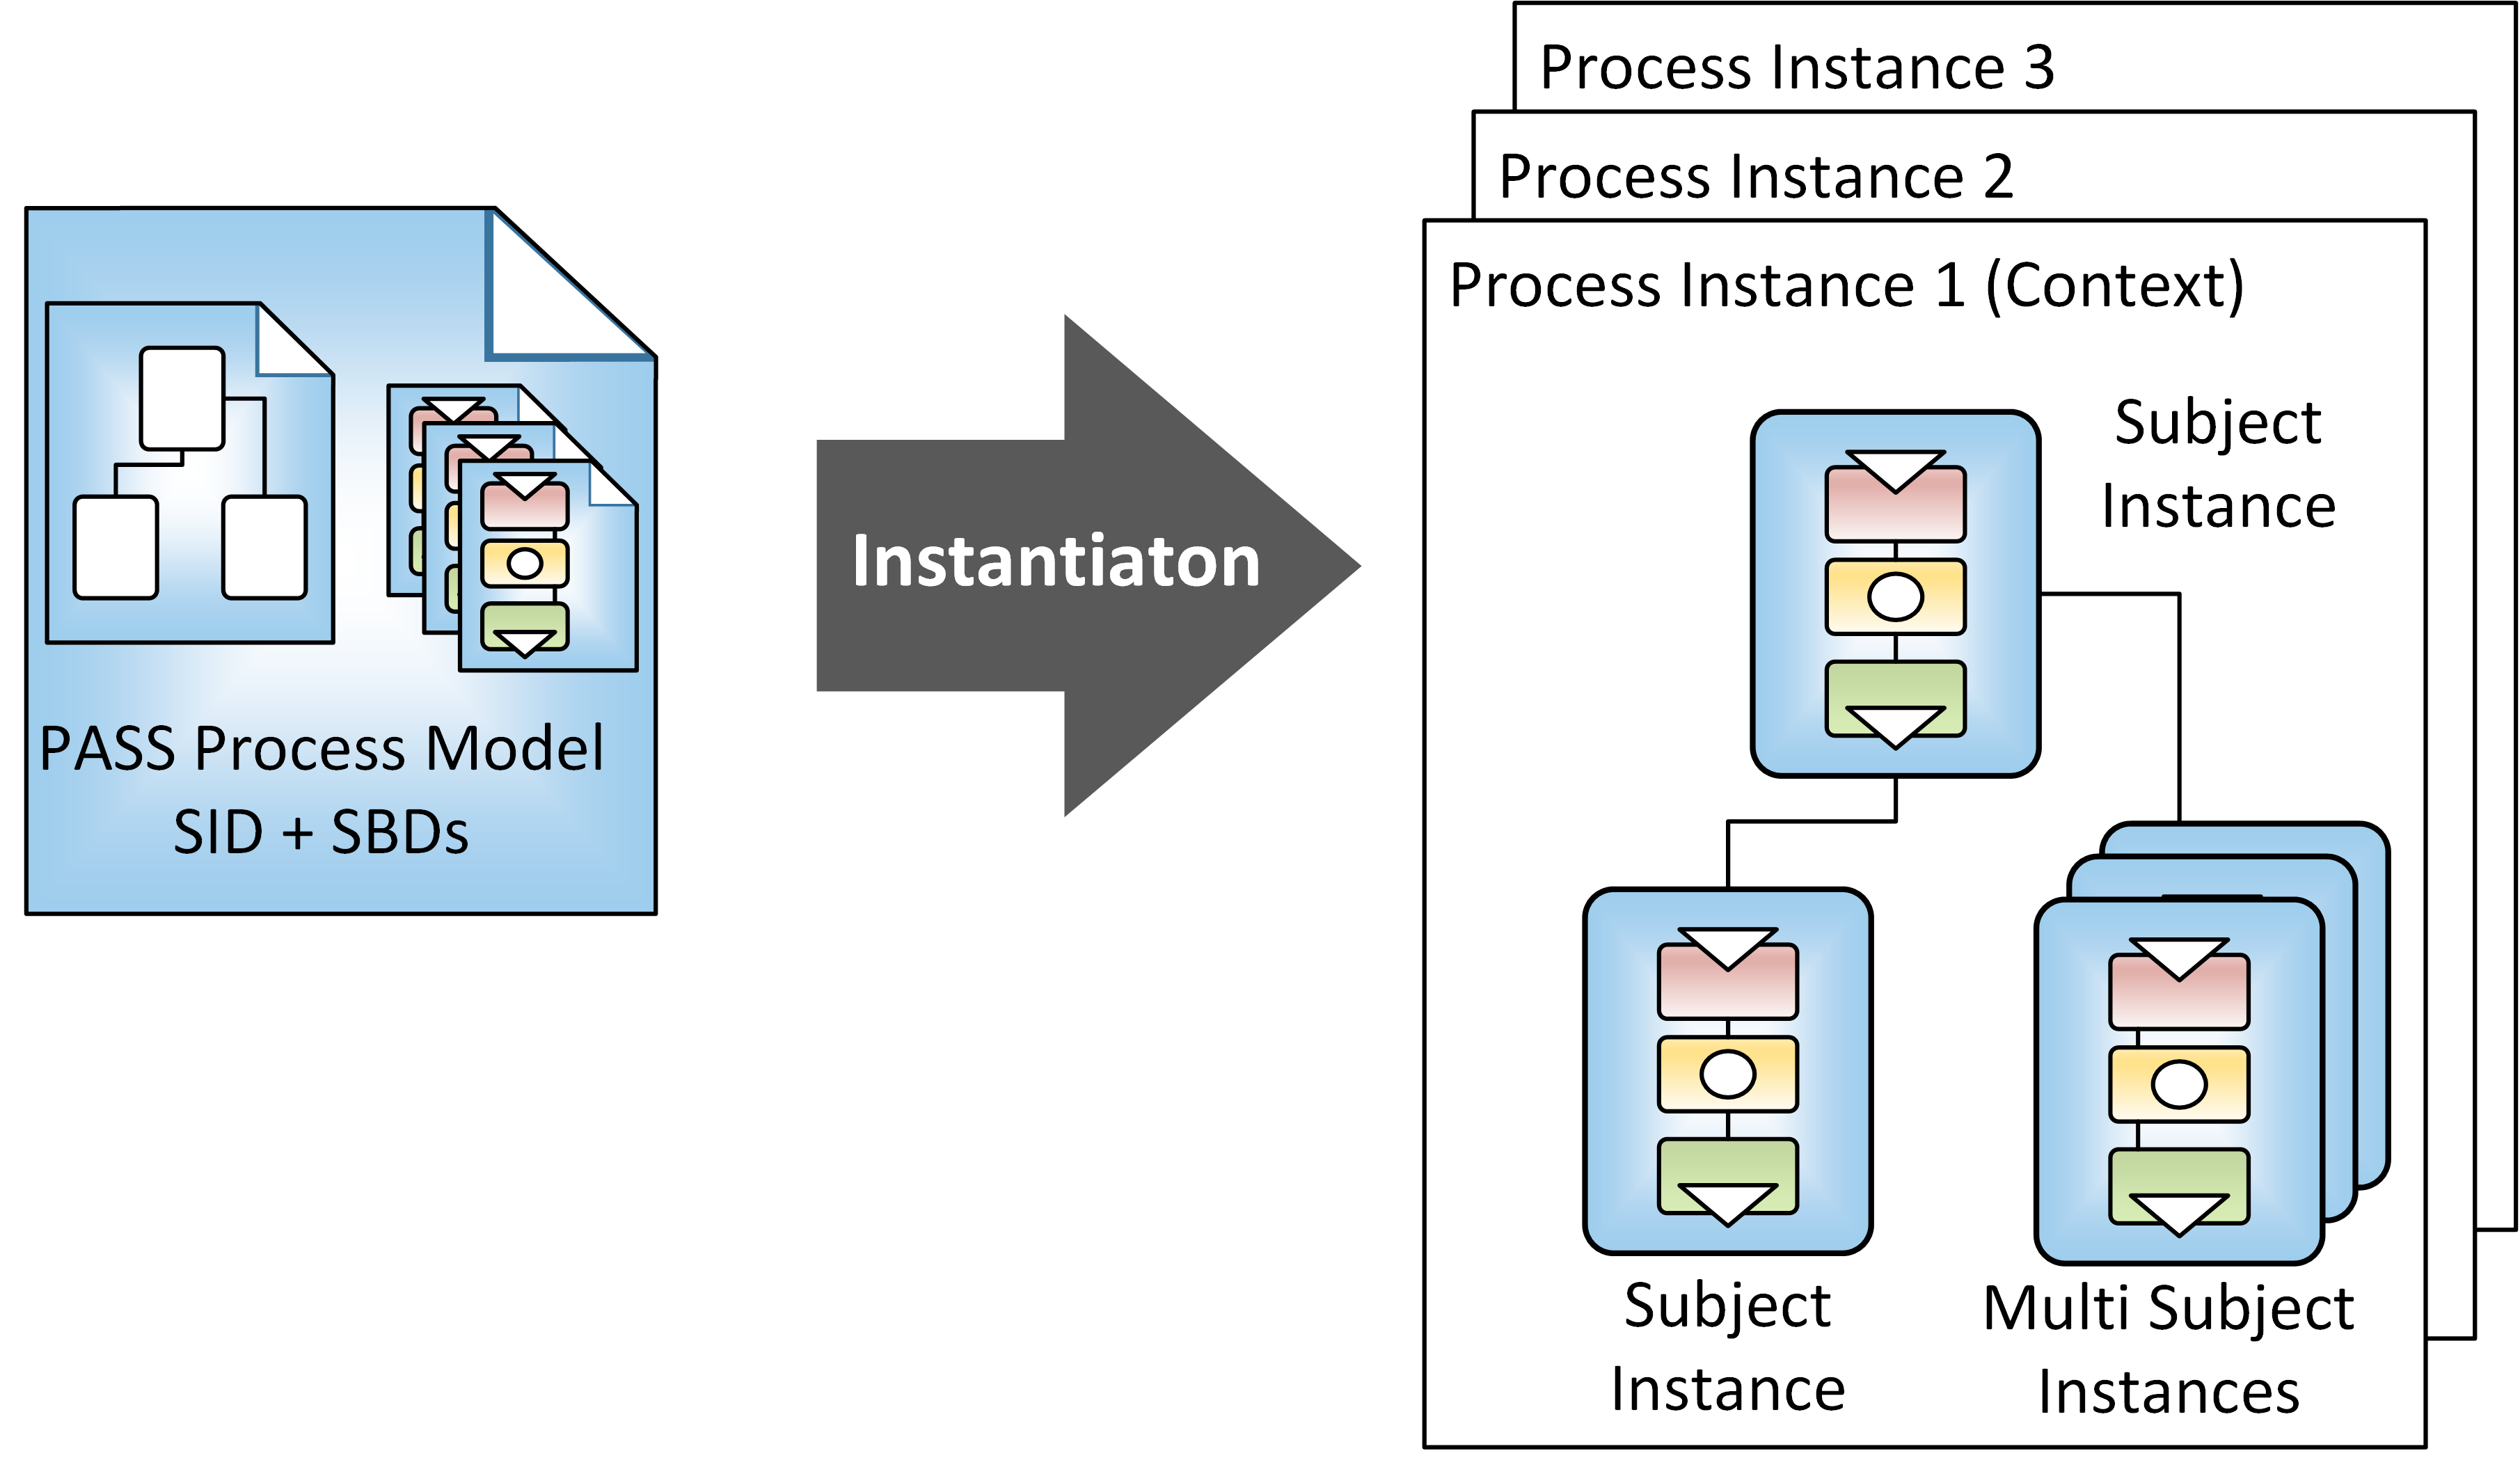 PASS Process Model
SID + SBDs
Instantiaton
Process Instance 3
Process Instance 2
Process Instance 1 (Context)
Subject
Instance
Subject
Instance
Multi Subject
Instances